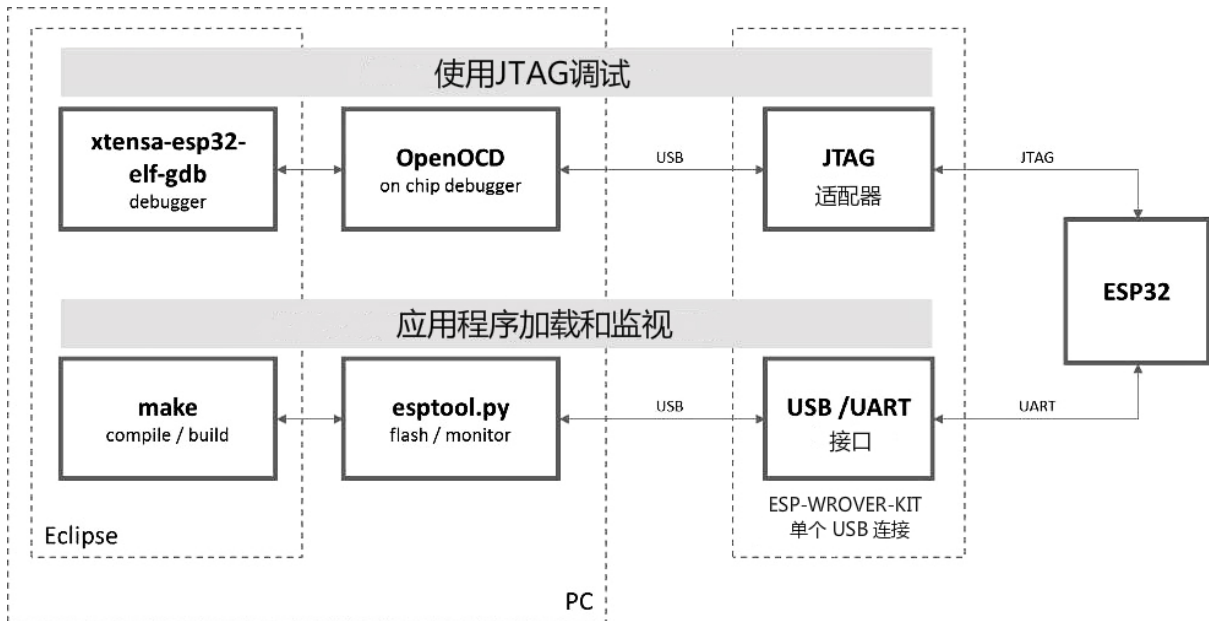 使用JTAG调试
xtensa-esp32-
elf-gdb
debugger
OpenOCD
on chip debugger
USB
JTAG
适配器
JTAG
ESP32
应用程序加载和监视
make
compile / build
esptool.py
flash / monitor
USB
USB /UART
接口
UART
ESP-WROVER-KIT
单个 USB 连接
Eclipse
PC